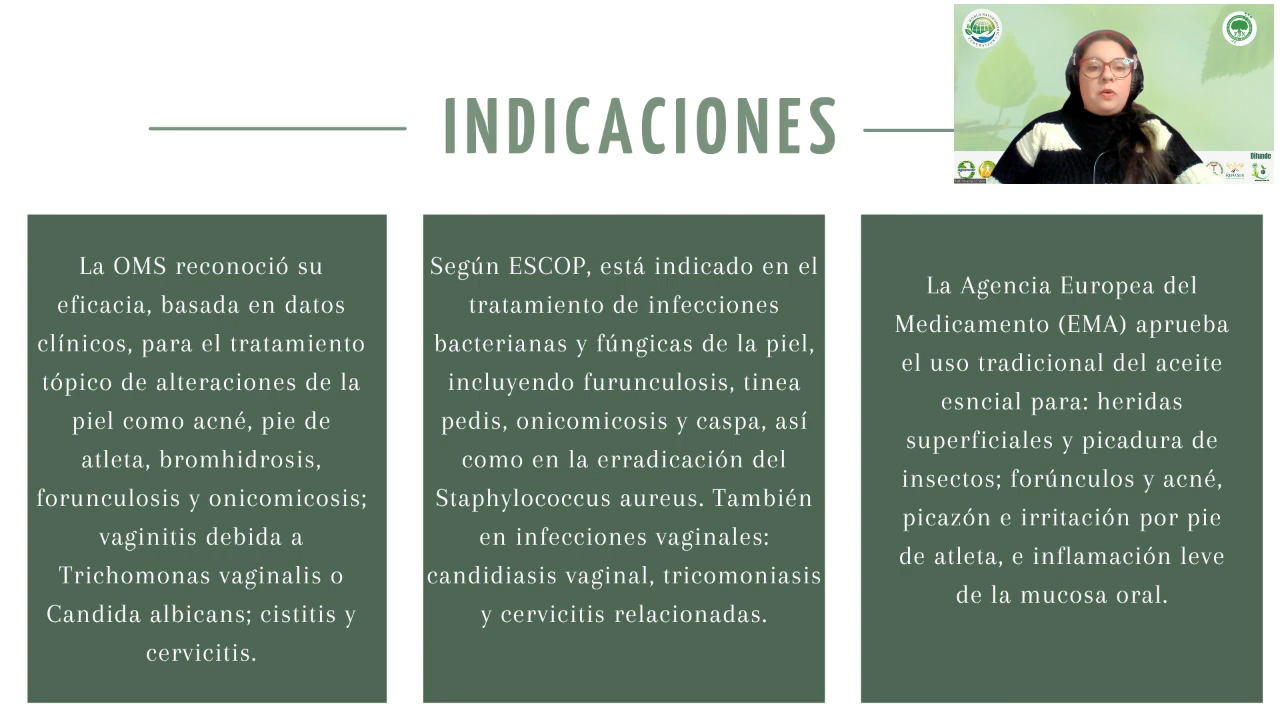 INDICACIONES
Difunde
La OMS reconoció su
eficacia, basada en datos
clínicos, para el tratamiento
tópico de alteraciones de la
piel como acné, pie de
atleta, bromhidrosis,
forunculosis y onicomicosis;
vaginitis debida a
Trichomonas vaginalis o
Candida albicans; cistitis y
cervicitis.
Según ESCOP, está indicado en el
tratamiento de infecciones
bacterianas y fúngicas de la piel,
incluyendo furunculosis, tinea
pedis, onicomicosis y caspa, así
como en la erradicación del
Staphylococcus aureus. También
en infecciones vaginales:
candidiasis vaginal, tricomoniasis
y cervicitis relacionadas.
La Agencia Europea del
Medicamento (EMA) aprueba
el uso tradicional del aceite
esncial para: heridas
superficiales y picadura de
insectos; forúnculos y acné,
picazón e irritación por pie
de atleta, e inflamación leve
de la mucosa oral.